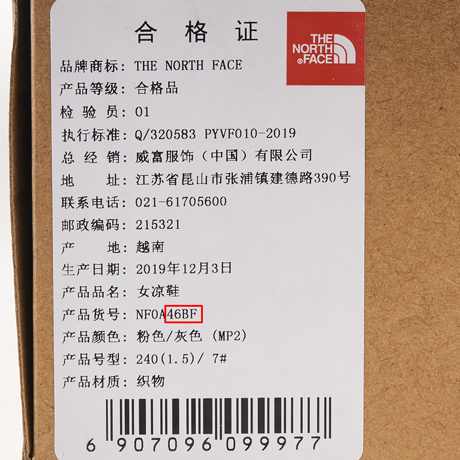 合格证
THE
NORTH
FACE
品牌商标: THE NORTH FACE
产品等级: 合格品
检验员: 01
执行标准: Q/320583 PYVF010-2019
总经销: 威富服饰(中国)有限公司
地址: 江苏省昆山市张浦镇建德路390号
联系电话: 021-61705600
邮政编码: 215321
产地: 越南
生产日期: 2019年12月3日
产品品名: 女凉鞋
产品货号: NF0A46BF
产品颜色: 粉色/灰色 (MP2)
产品号型: 240(1.5)/ 7#
产品材质: 织物
6 907096 099977